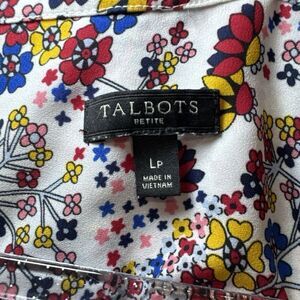 TALBOTS
PETITE
LP
MADE IN
VIETNAM